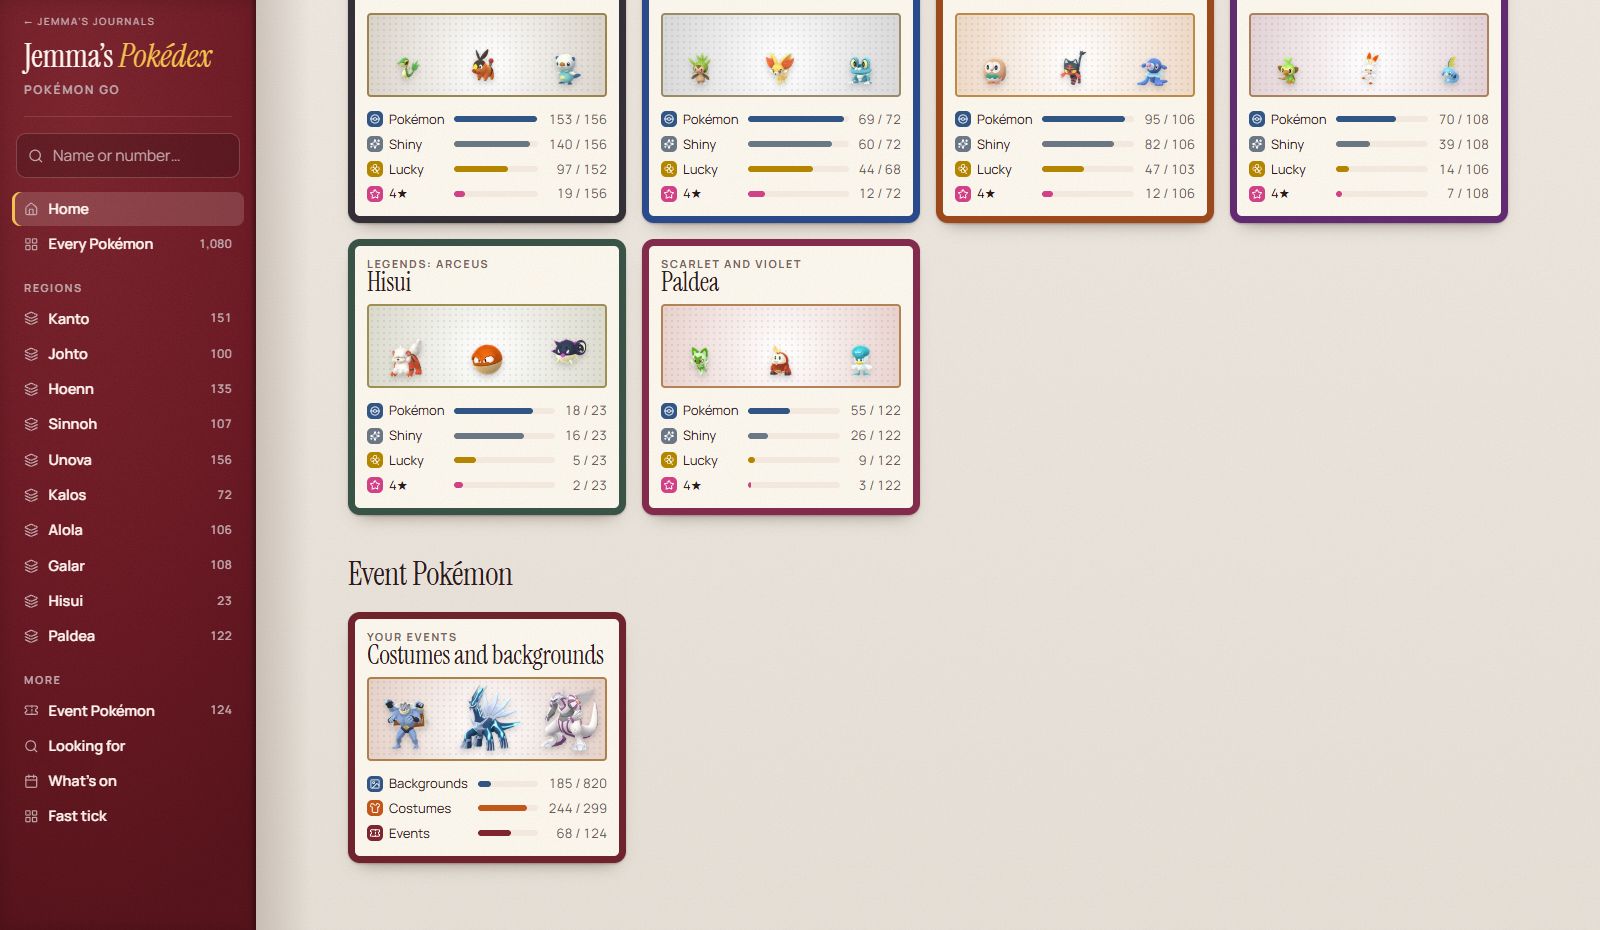 ← JEMMA'S JOURNALS
Jemma's Pokédex
POKÉMON GO
Name or number...
Home
Every Pokémon 1,080
REGIONS
Kanto 151
Johto 100
Hoenn 135
Sinnoh 107
Unova 156
Kalos 72
Alola 106
Galar 108
Hisui 23
Paldea 122
MORE
Event Pokémon 124
Looking for
What's on
Fast tick
Pokémon 153 / 156
Shiny 140 / 156
Lucky 97 / 152
4★ 19 / 156
Pokémon 69 / 72
Shiny 60 / 72
Lucky 44 / 68
4★ 12 / 72
Pokémon 95 / 106
Shiny 82 / 106
Lucky 47 / 103
4★ 12 / 106
Pokémon 70 / 108
Shiny 39 / 108
Lucky 14 / 106
4★ 7 / 108
LEGENDS: ARCEUS
Hisui
Pokémon 18 / 23
Shiny 16 / 23
Lucky 5 / 23
4★ 2 / 23
SCARLET AND VIOLET
Paldea
Pokémon 55 / 122
Shiny 26 / 122
Lucky 9 / 122
4★ 3 / 122
Event Pokémon
YOUR EVENTS
Costumes and backgrounds
Backgrounds 185 / 820
Costumes 244 / 299
Events 68 / 124